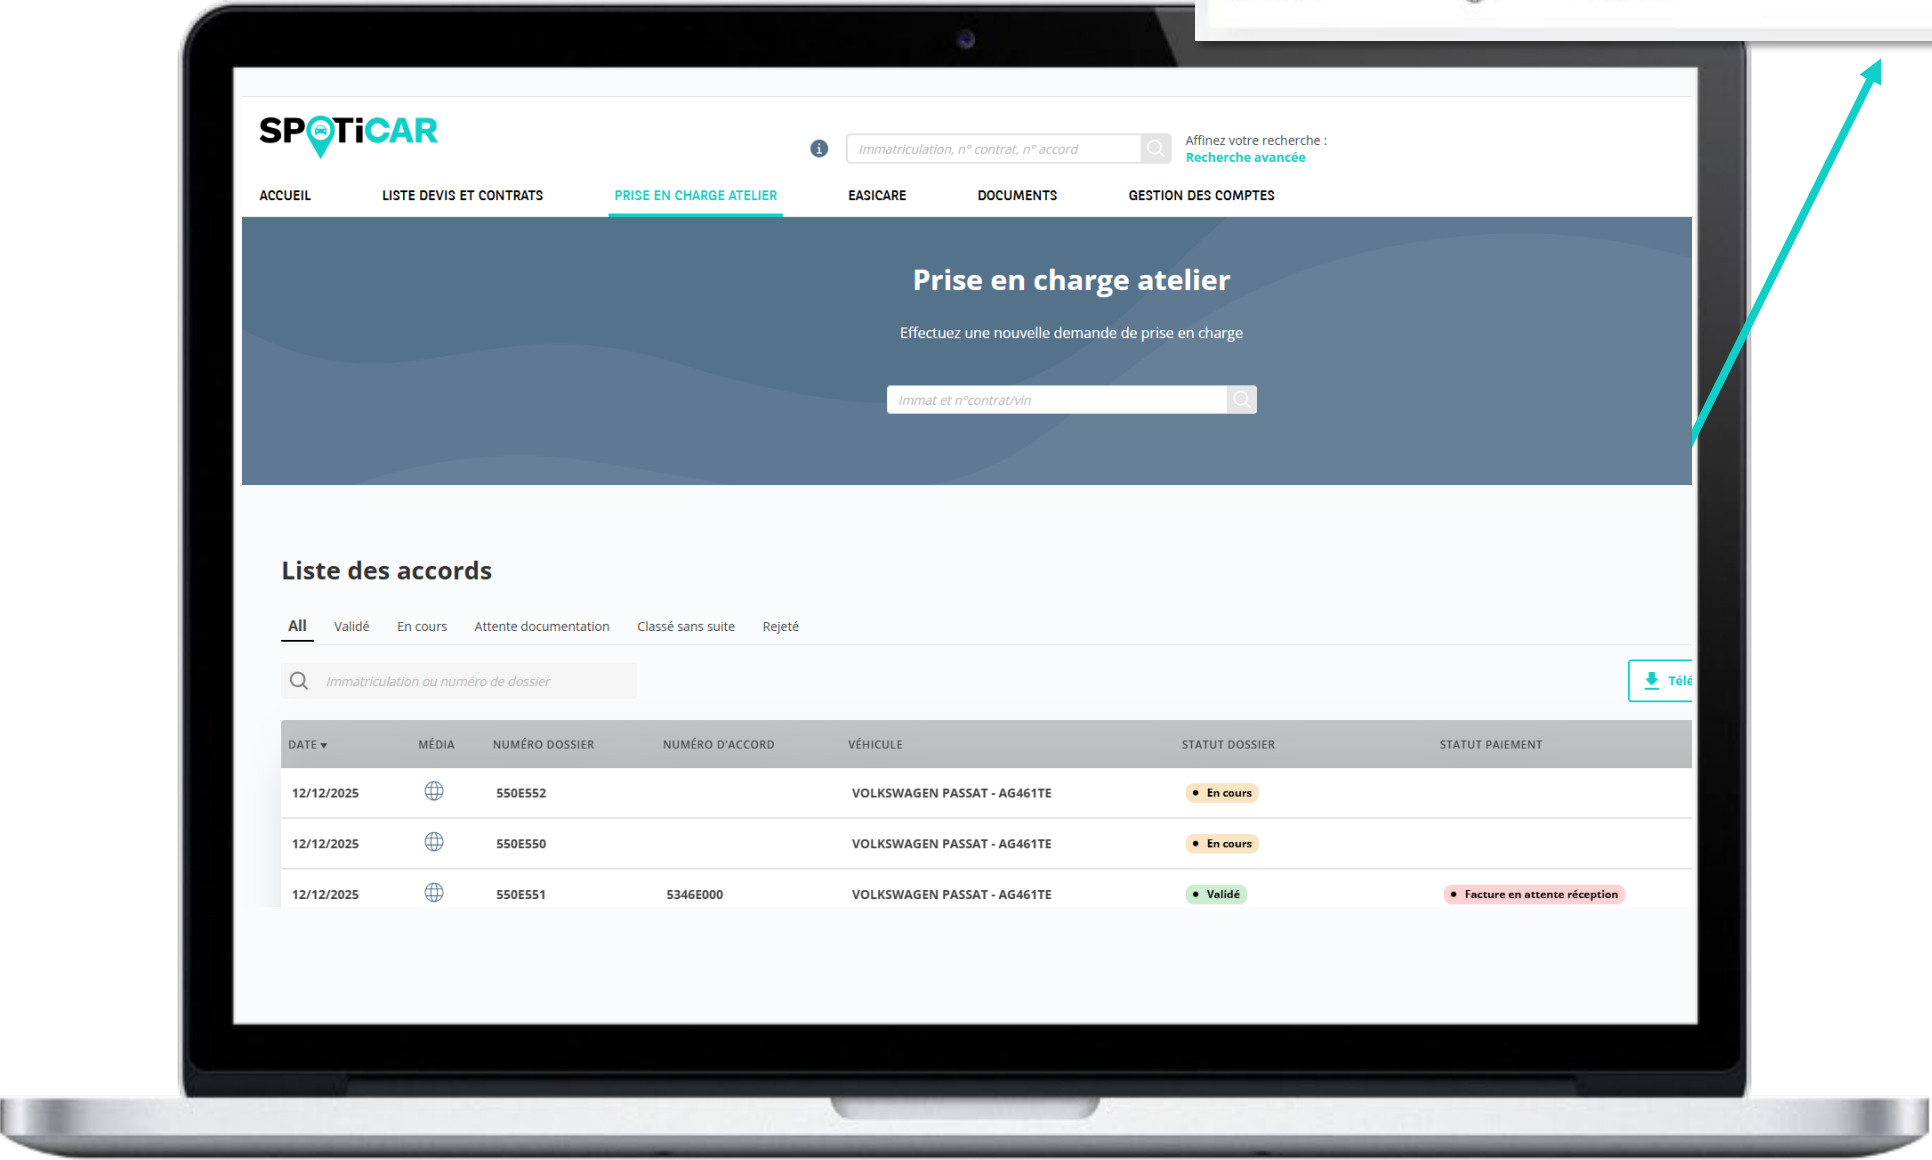 SPOTiCAR
Immatriculation, n° contrat, n° accord
Affinez votre recherche :
Recherche avancée
ACCUEIL LISTE DEVIS ET CONTRATS PRISE EN CHARGE ATELIER EASICARE DOCUMENTS GESTION DES COMPTES
Prise en charge atelier
Effectuez une nouvelle demande de prise en charge
Immat et n°contrat/vin
Liste des accords
All Validé En cours Attente documentation Classé sans suite Rejeté
Immatriculation ou numéro de dossier
DATE MÉDIA NUMÉRO DOSSIER NUMÉRO D'ACCORD VÉHICULE STATUT DOSSIER STATUT PAIEMENT
12/12/2025 550E552 VOLKSWAGEN PASSAT - AG461TE En cours
12/12/2025 550E550 VOLKSWAGEN PASSAT - AG461TE En cours
12/12/2025 550E551 5346E000 VOLKSWAGEN PASSAT - AG461TE Validé Facture en attente réception